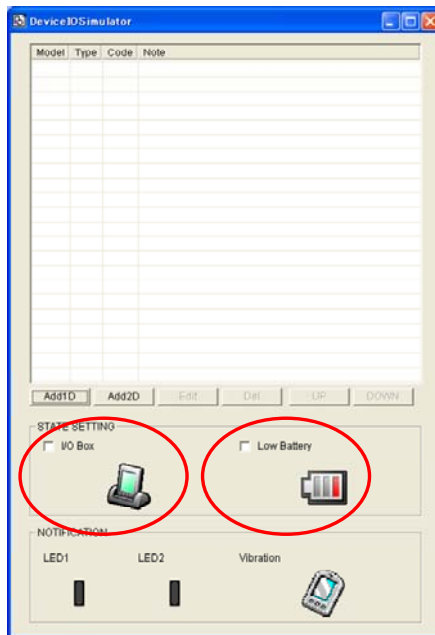 DeviceIOSimulator
Model Type Code Note
Add1D Add2D Edit Del UP DOWN
STATE SETTING
I/O Box Low Battery
NOTIFICATION
LED1 LED2 Vibration